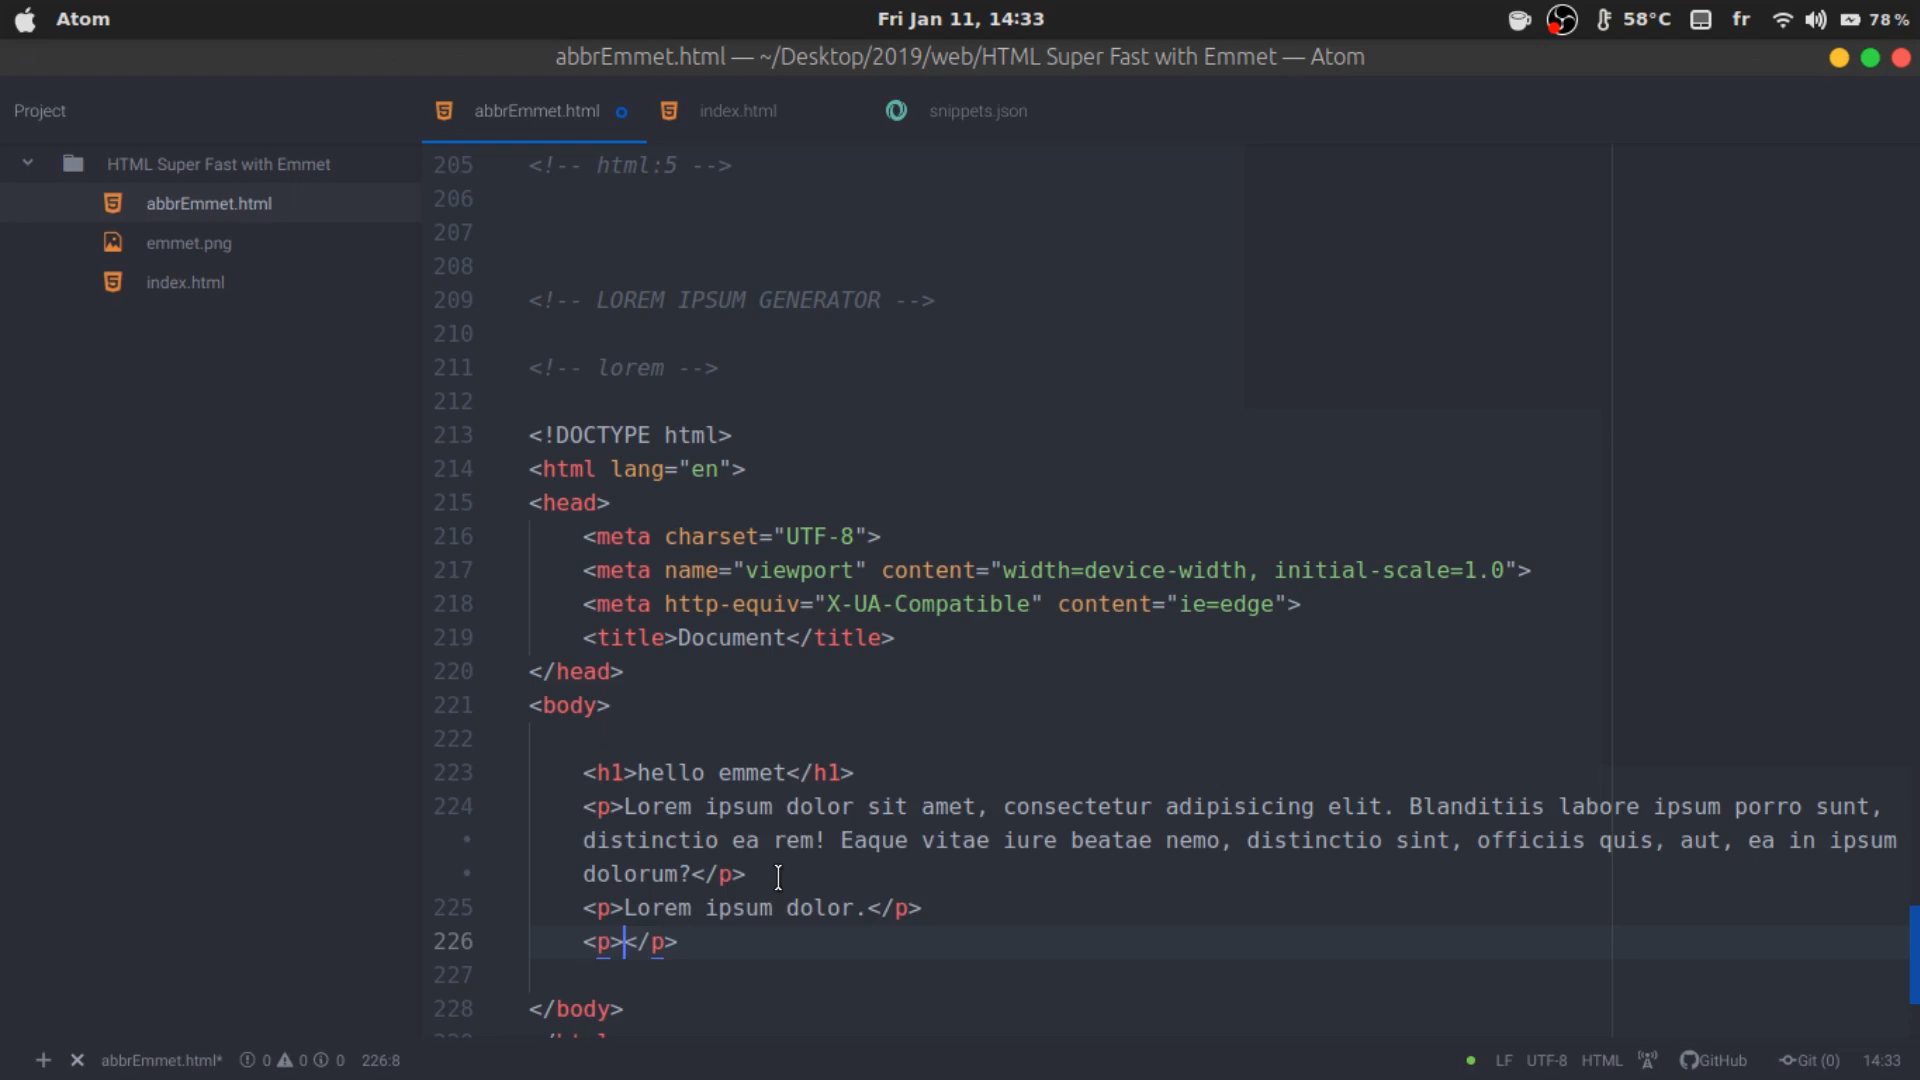 Atom
Fri Jan 11, 14:33
58°C
fr
78 %
abbrEmmet.html — ~/Desktop/2019/web/HTML Super Fast with Emmet — Atom
Project
abbrEmmet.html
index.html
snippets.json
HTML Super Fast with Emmet
abbrEmmet.html
emmet.png
index.html
205 <!-- html:5 -->
206
207
208
209 <!-- LOREM IPSUM GENERATOR -->
210
211 <!-- lorem -->
212
213 <!DOCTYPE html>
214 <html lang="en">
215 <head>
216 <meta charset="UTF-8">
217 <meta name="viewport" content="width=device-width, initial-scale=1.0">
218 <meta http-equiv="X-UA-Compatible" content="ie=edge">
219 <title>Document</title>
220 </head>
221 <body>
222
223 <h1>hello emmet</h1>
224 <p>Lorem ipsum dolor sit amet, consectetur adipisicing elit. Blanditiis labore ipsum porro sunt,
• distinctio ea rem! Eaque vitae iure beatae nemo, distinctio sint, officiis quis, aut, ea in ipsum
• dolorum?</p>
225 <p>Lorem ipsum dolor.</p>
226 <p></p>
227
228 </body>
abbrEmmet.html* 0 0 0 226:8
LF UTF-8 HTML GitHub Git (0) 14:33